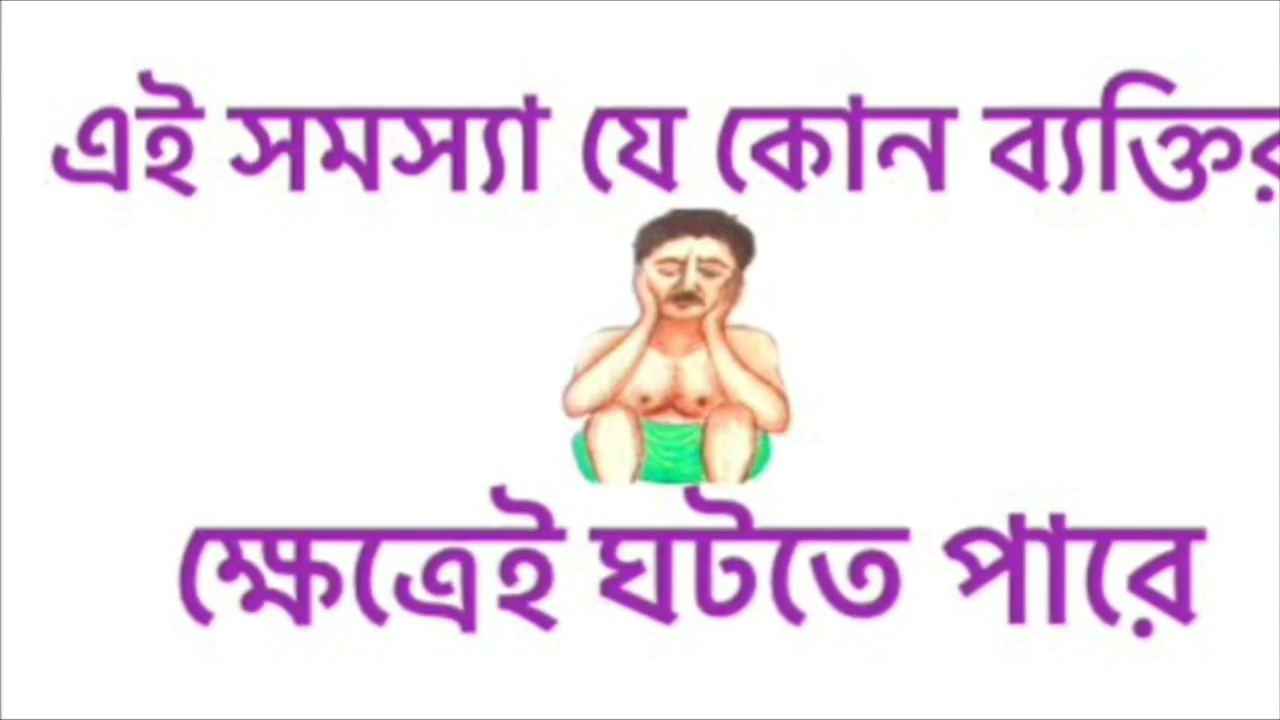 এই সমস্যা যে কোন ব্যক্তির
ক্ষেত্রেই ঘটতে পারে